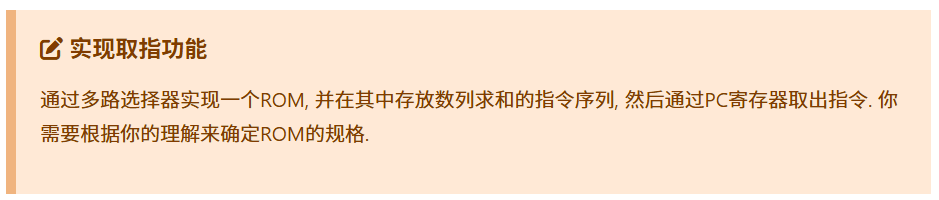 实现取指功能
通过多路选择器实现一个ROM, 并在其中存放数列求和的指令序列, 然后通过PC寄存器取出指令. 你
需要根据你的理解来确定ROM的规格.